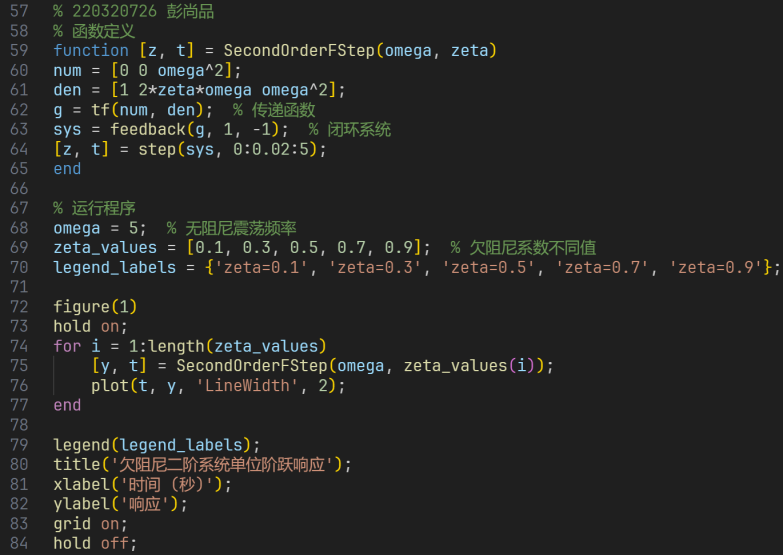 57 % 220320726 彭尚品
58 % 函数定义
59 function [z, t] = SecondOrderFStep(omega, zeta)
60 num = [0 0 omega^2];
61 den = [1 2*zeta*omega omega^2];
62 g = tf(num, den);  % 传递函数
63 sys = feedback(g, 1, -1);  % 闭环系统
64 [z, t] = step(sys, 0:0.02:5);
65 end
66
67 % 运行程序
68 omega = 5;  % 无阻尼震荡频率
69 zeta_values = [0.1, 0.3, 0.5, 0.7, 0.9];  % 欠阻尼系数不同值
70 legend_labels = {'zeta=0.1', 'zeta=0.3', 'zeta=0.5', 'zeta=0.7', 'zeta=0.9'};
71
72 figure(1)
73 hold on;
74 for i = 1:length(zeta_values)
75     [y, t] = SecondOrderFStep(omega, zeta_values(i));
76     plot(t, y, 'LineWidth', 2);
77 end
78
79 legend(legend_labels);
80 title('欠阻尼二阶系统单位阶跃响应');
81 xlabel('时间 (秒)');
82 ylabel('响应');
83 grid on;
84 hold off;